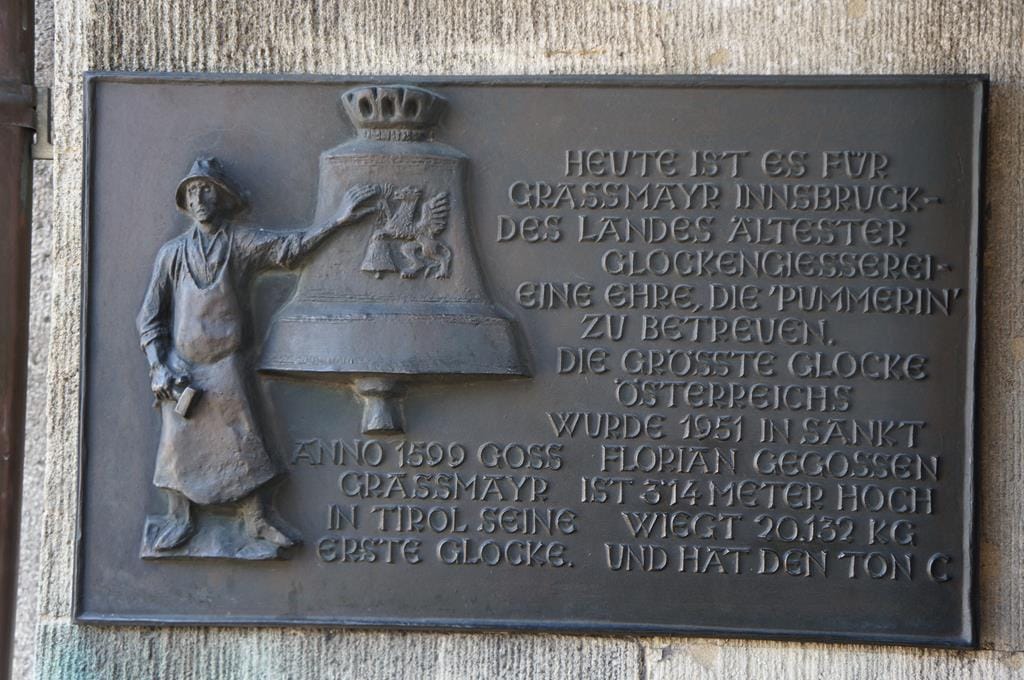 HEUTE IST ES FÜR
GRASSMAYR INNSBRUCK-
DES LANDES ÄLTESTER
GLOCKENGIESSEREI-
EINE EHRE, DIE 'PUMMERIN'
ZU BETREUEN.
DIE GRÖSSTE GLOCKE
ÖSTERREICHS
WURDE 1951 IN SANKT
FLORIAN GEGOSSEN
IST 3'14 METER HOCH
WIEGT 20.132 KG
UND HAT DEN TON C
ANNO 1599 GOSS
GRASSMAYR
IN TIROL SEINE
ERSTE GLOCKE.